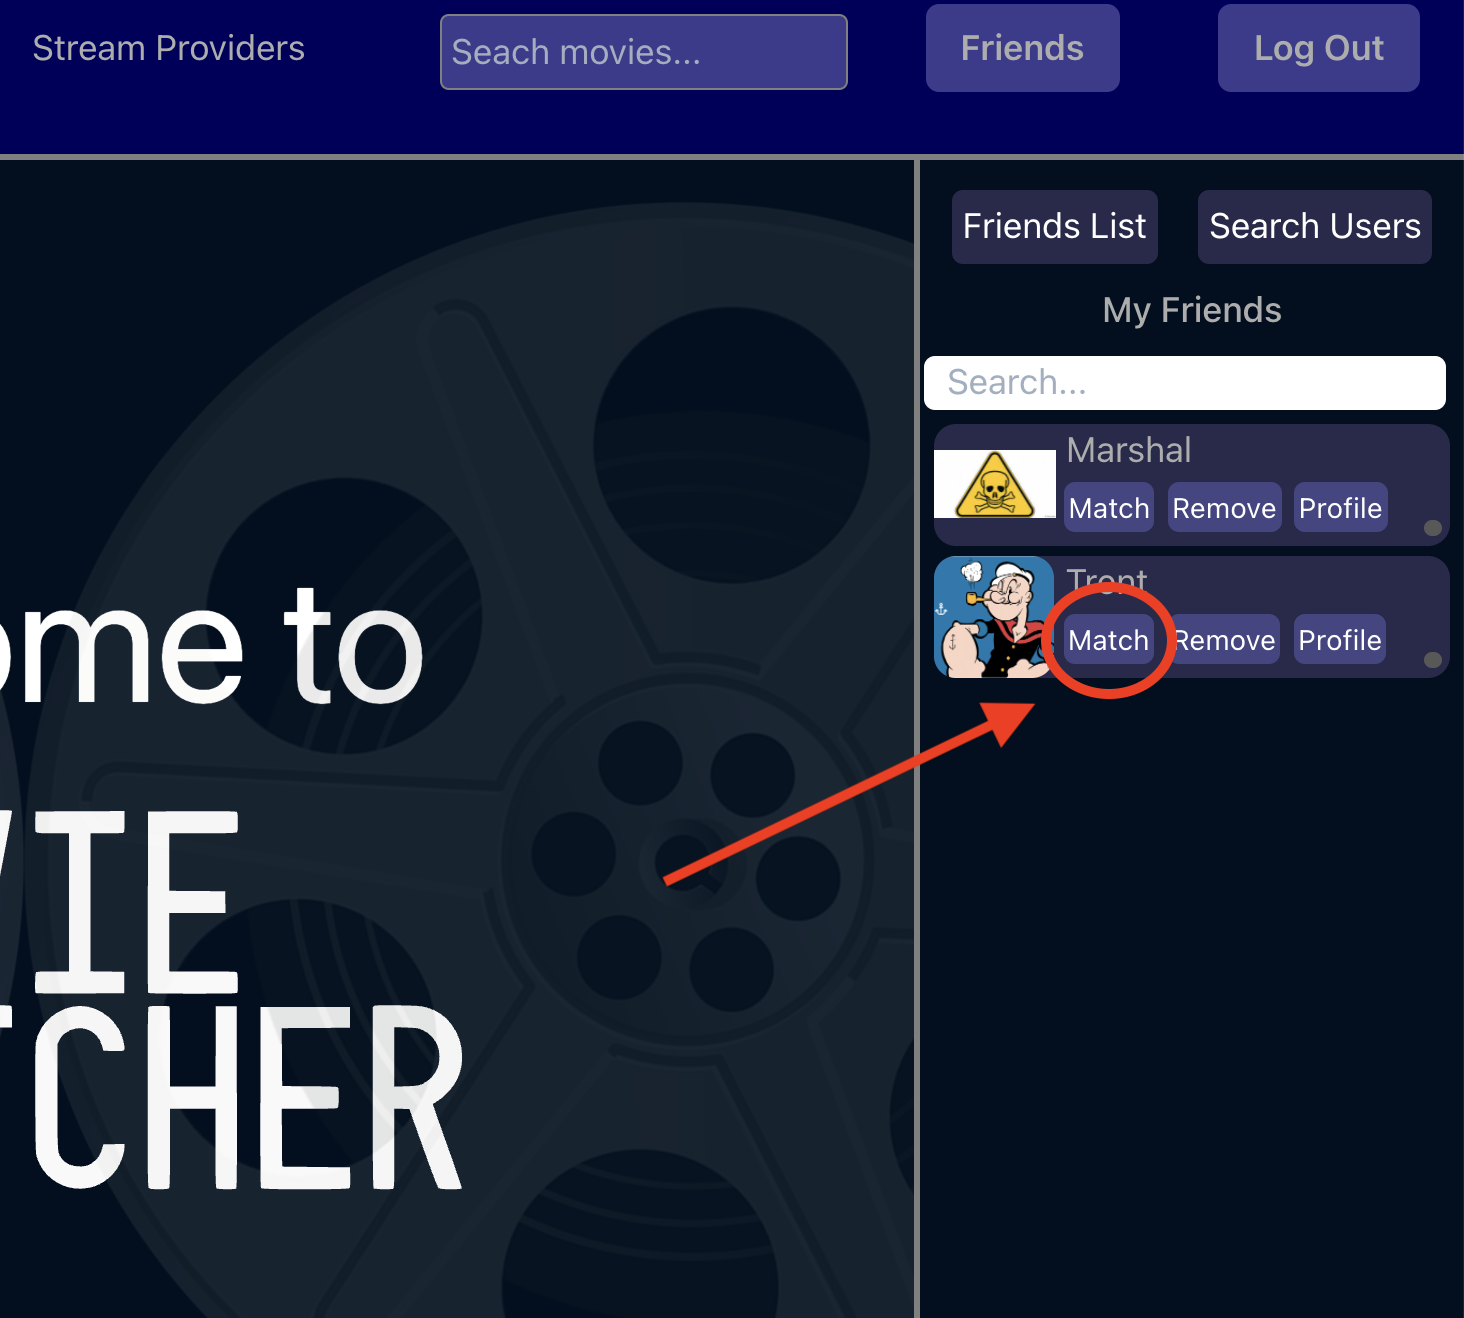 Stream Providers
Seach movies...
Friends
Log Out
Friends List
Search Users
My Friends
Search...
Marshal
Match
Remove
Profile
Trent
Match
Remove
Profile
ome to
VIE
TCHER